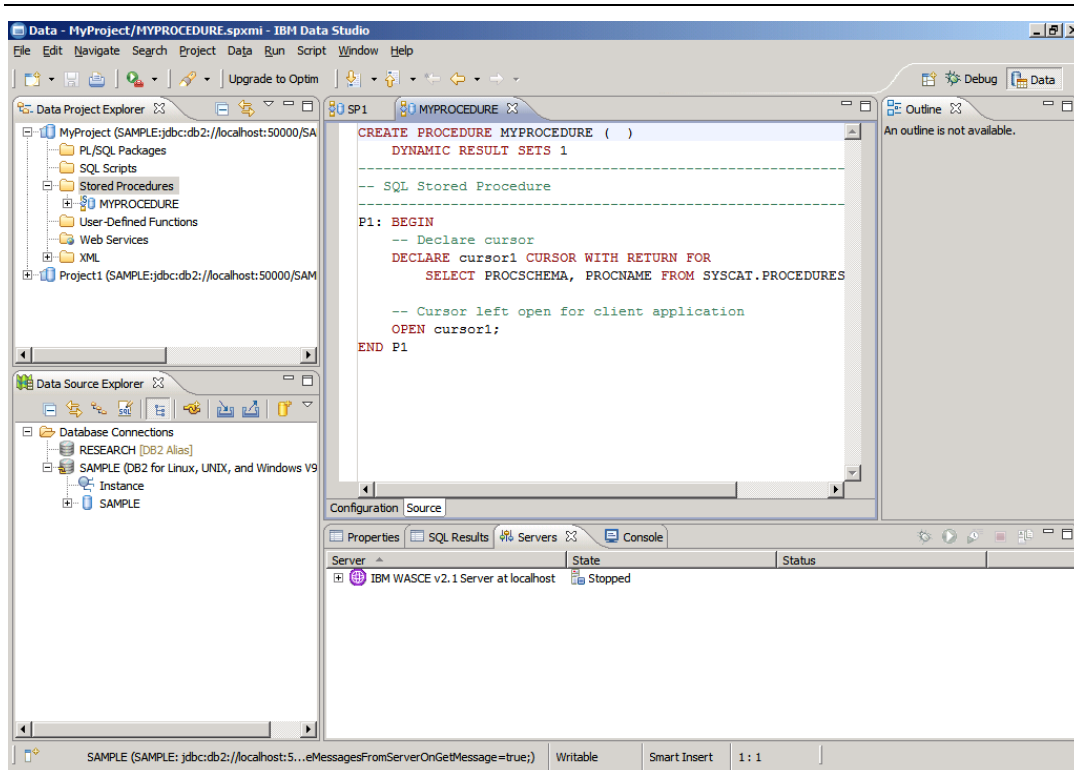 Data - MyProject/MYPROCEDURE.spxmi - IBM Data Studio
File Edit Navigate Search Project Data Run Script Window Help
Upgrade to Optim
Debug Data
Data Project Explorer
MyProject (SAMPLE:jdbc:db2://localhost:50000/SA
PL/SQL Packages
SQL Scripts
Stored Procedures
MYPROCEDURE
User-Defined Functions
Web Services
XML
Project1 (SAMPLE:jdbc:db2://localhost:50000/SAM
SP1 MYPROCEDURE
CREATE PROCEDURE MYPROCEDURE ( )
DYNAMIC RESULT SETS 1
------------------------------------------------------------------------
-- SQL Stored Procedure
------------------------------------------------------------------------
P1: BEGIN
-- Declare cursor
DECLARE cursor1 CURSOR WITH RETURN FOR
SELECT PROCSCHEMA, PROCNAME FROM SYSCAT.PROCEDURES
-- Cursor left open for client application
OPEN cursor1;
END P1
Configuration Source
Outline
An outline is not available.
Data Source Explorer
Database Connections
RESEARCH [DB2 Alias]
SAMPLE (DB2 for Linux, UNIX, and Windows V9
Instance
SAMPLE
Properties SQL Results Servers Console
Server State Status
IBM WASCE v2.1 Server at localhost Stopped
SAMPLE (SAMPLE: jdbc:db2://localhost:5...eMessagesFromServerOnGetMessage=true;) Writable Smart Insert 1 : 1